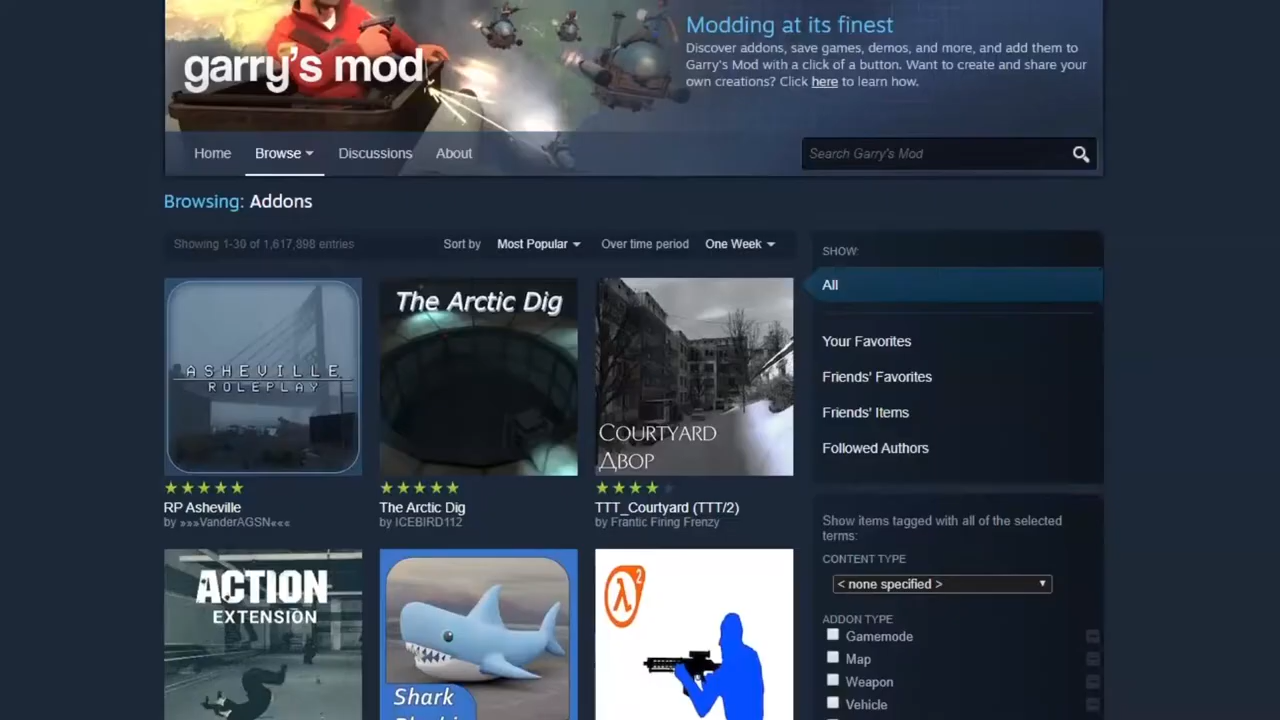 Modding at its finest
Discover addons, save games, demos, and more, and add them to
Garry's Mod with a click of a button. Want to create and share your
own creations? Click here to learn how.
garry's mod
Home
Browse
Discussions
About
Search Garry's Mod
Browsing: Addons
Showing 1-30 of 1,617,898 entries
Sort by
Most Popular
Over time period
One Week
SHOW:
All
Your Favorites
Friends' Favorites
Friends' Items
Followed Authors
ASHEVILLE
ROLEPLAY
The Arctic Dig
COURTYARD
ДВОР
RP Asheville
by »»»VanderAGSN«««
The Arctic Dig
by ICEBIRD112
TTT_Courtyard (TTT/2)
by Frantic Firing Frenzy
ACTION
EXTENSION
Shark
λ2
Show items tagged with all of the selected
terms:
CONTENT TYPE
< none specified >
ADDON TYPE
Gamemode
Map
Weapon
Vehicle